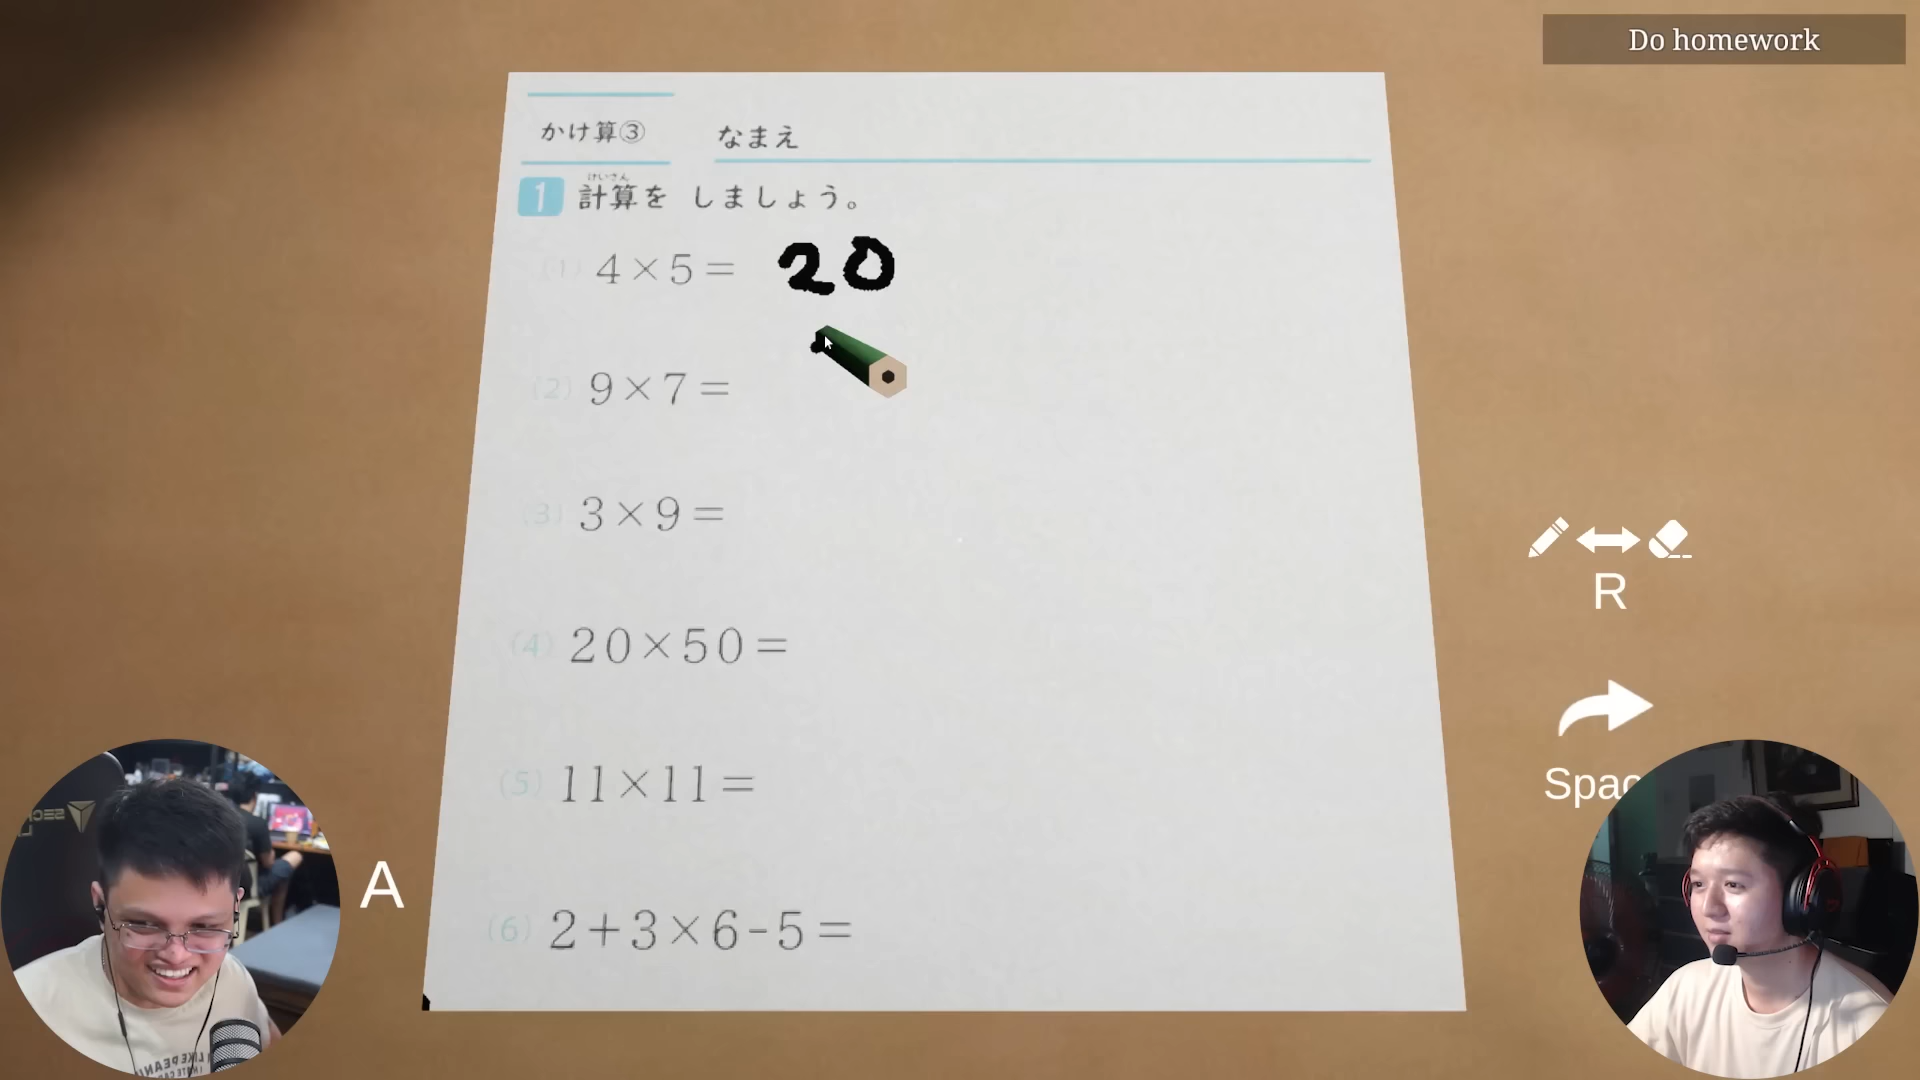 Do homework
かけ算③ なまえ
けいさん
1 計算を しましょう。
(1) 4×5= 20
(2) 9×7=
(3) 3×9=
(4) 20×50=
(5) 11×11=
(6) 2+3×6-5=
R
Spac
A